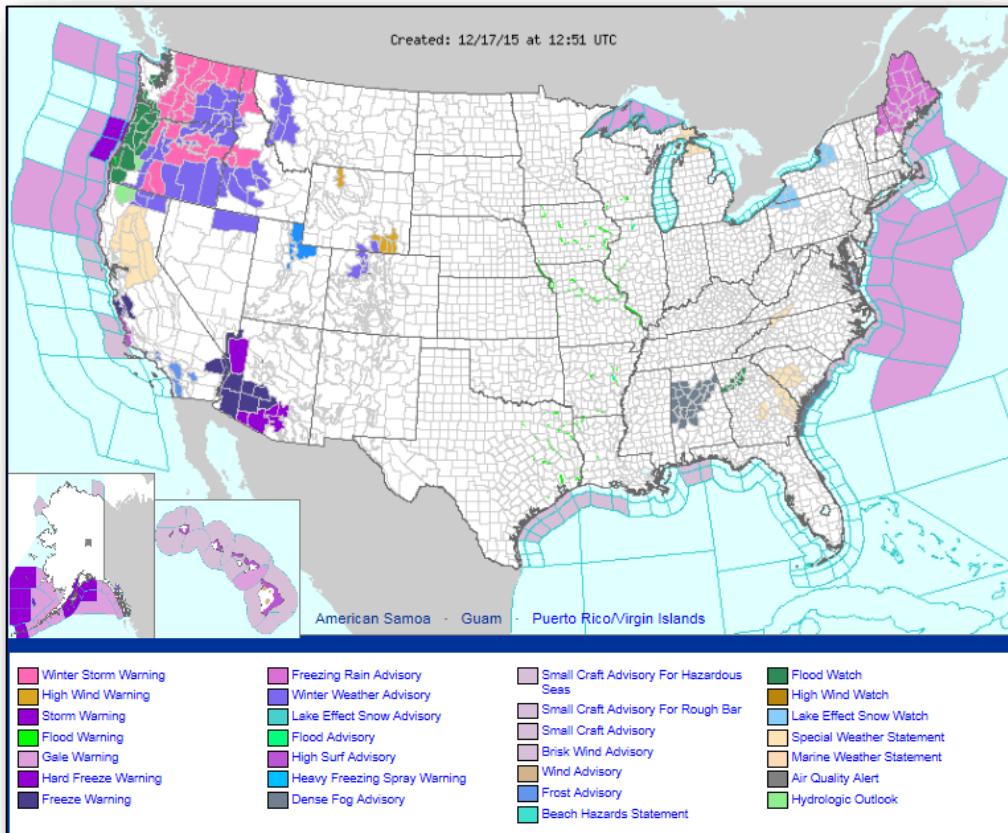 Created: 12/17/15 at 12:51 UTC
American Samoa - Guam - Puerto Rico/Virgin Islands
Winter Storm Warning
High Wind Warning
Storm Warning
Flood Warning
Gale Warning
Hard Freeze Warning
Freeze Warning
Freezing Rain Advisory
Winter Weather Advisory
Lake Effect Snow Advisory
Flood Advisory
High Surf Advisory
Heavy Freezing Spray Warning
Dense Fog Advisory
Small Craft Advisory For Hazardous
Seas
Small Craft Advisory For Rough Bar
Small Craft Advisory
Brisk Wind Advisory
Wind Advisory
Frost Advisory
Beach Hazards Statement
Flood Watch
High Wind Watch
Lake Effect Snow Watch
Special Weather Statement
Marine Weather Statement
Air Quality Alert
Hydrologic Outlook